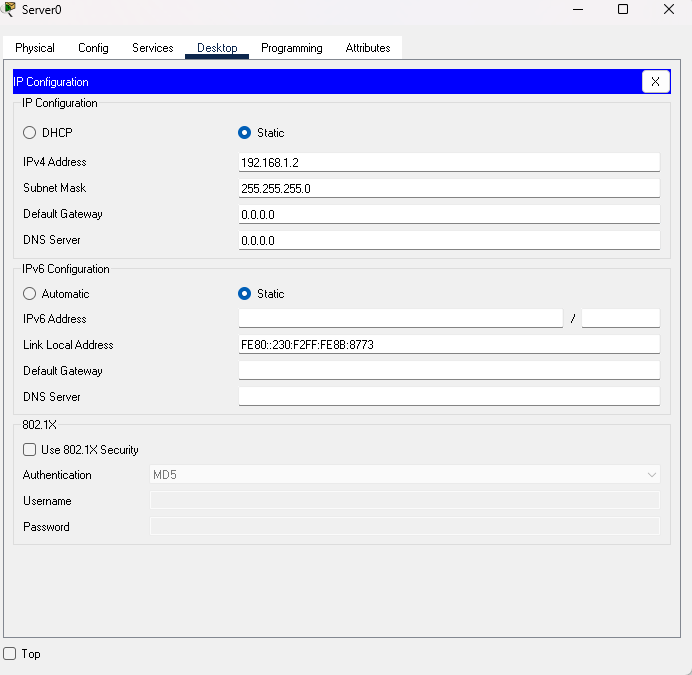 Server0
Physical Config Services Desktop Programming Attributes
IP Configuration
X
IP Configuration
DHCP Static
IPv4 Address 192.168.1.2
Subnet Mask 255.255.255.0
Default Gateway 0.0.0.0
DNS Server 0.0.0.0
IPv6 Configuration
Automatic Static
IPv6 Address /
Link Local Address FE80::230:F2FF:FE8B:8773
Default Gateway
DNS Server
802.1X
Use 802.1X Security
Authentication MD5
Username
Password
Top